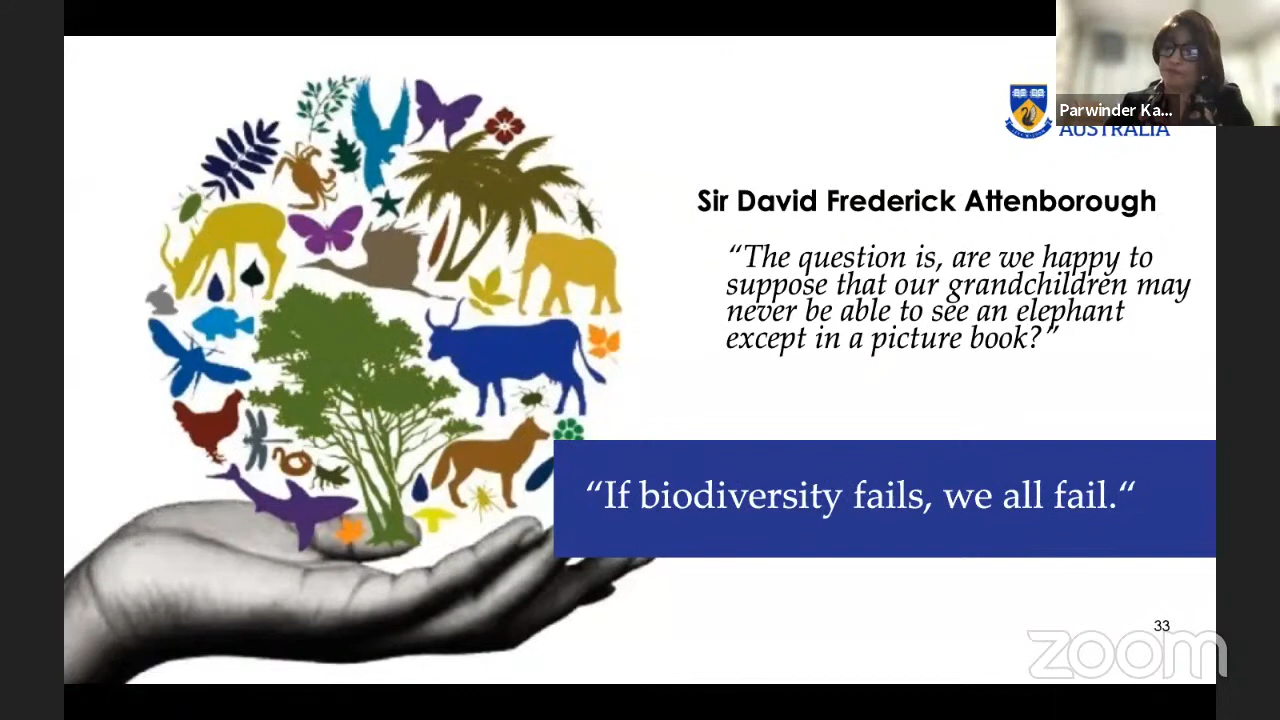 Parwinder Ka...
AUSTRALIA
Sir David Frederick Attenborough
“The question is, are we happy to
suppose that our grandchildren may
never be able to see an elephant
except in a picture book?”
“If biodiversity fails, we all fail.“
33
zoom